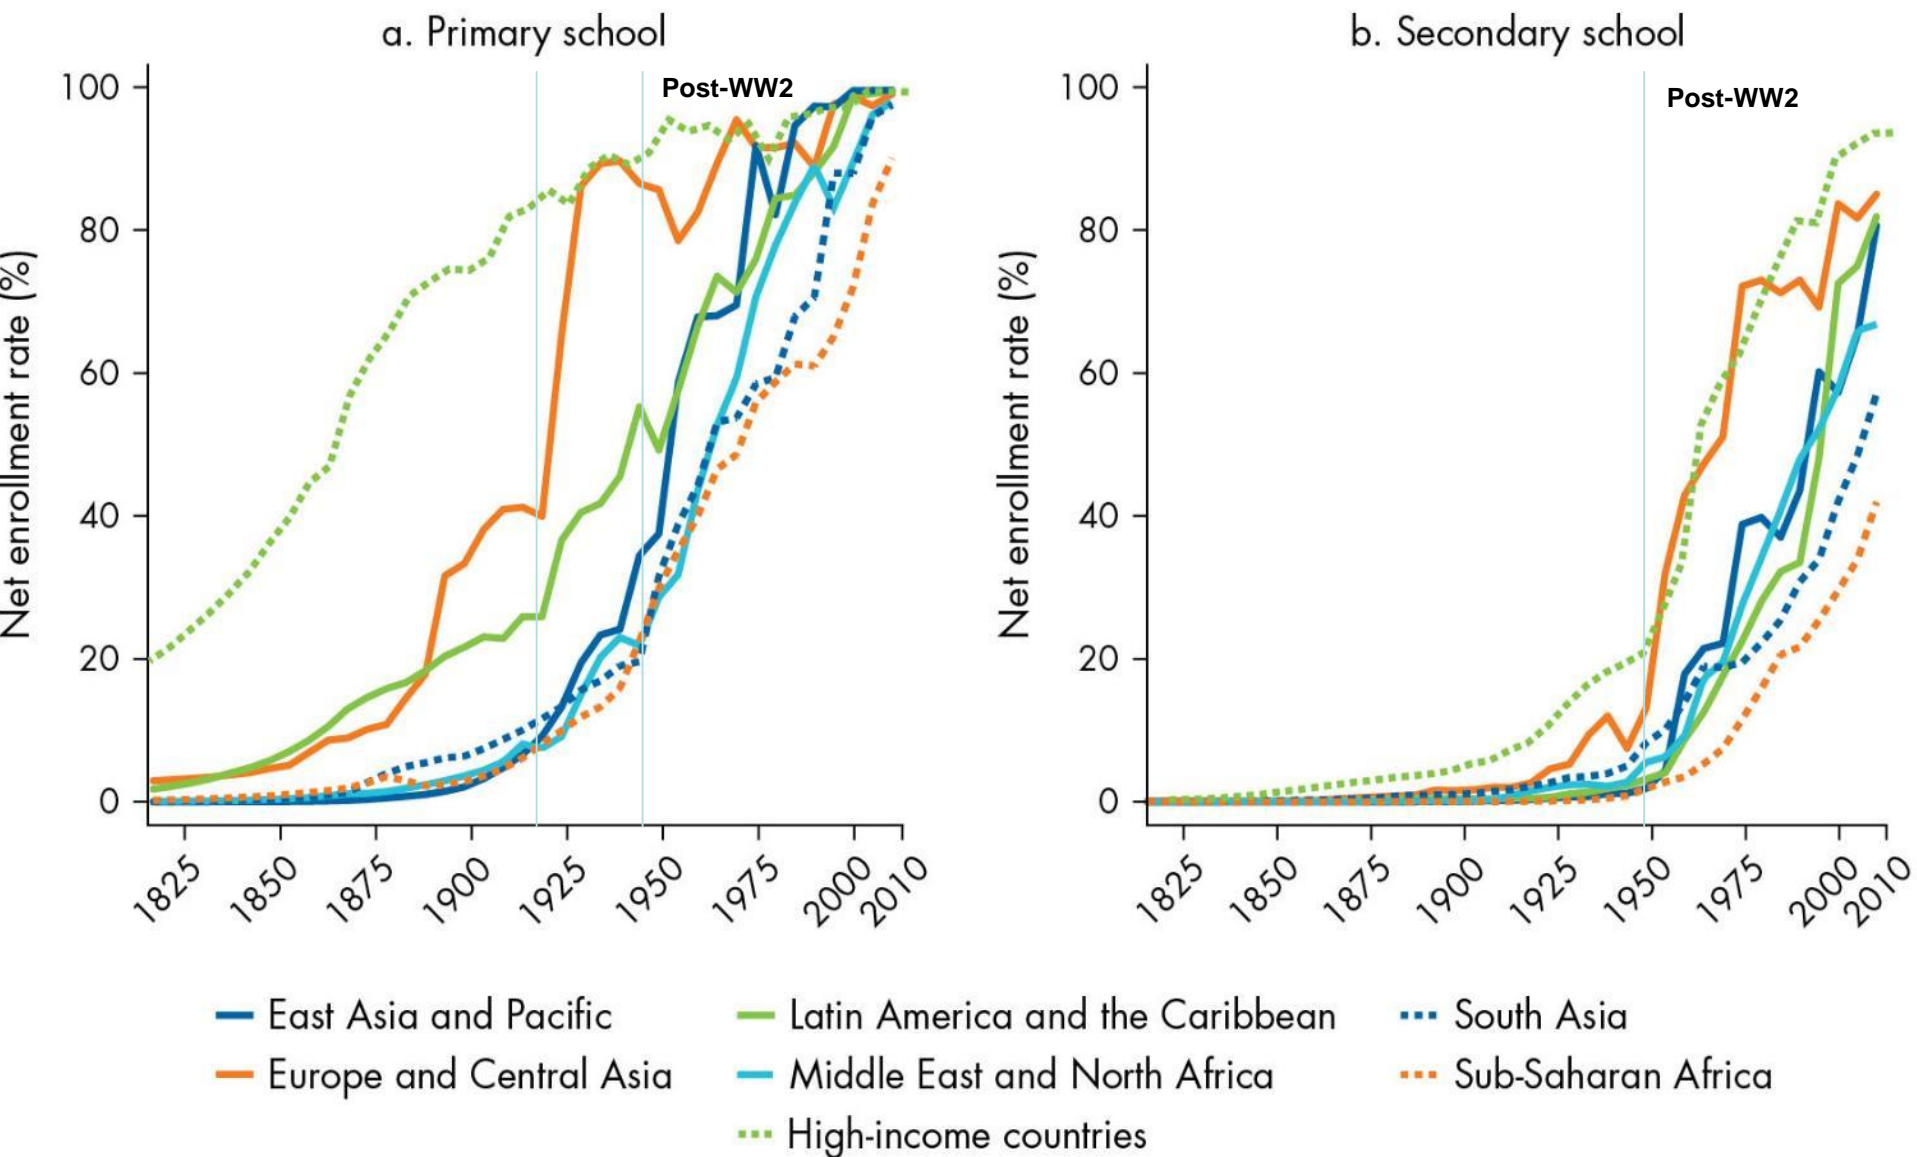 a. Primary school
Post-WW2
Net enrollment rate (%)
100
80
60
40
20
0
1825
1850
1875
1900
1925
1950
1975
2000
2010
b. Secondary school
Post-WW2
Net enrollment rate (%)
100
80
60
40
20
0
1825
1850
1875
1900
1925
1950
1975
2000
2010
East Asia and Pacific
Latin America and the Caribbean
South Asia
Europe and Central Asia
Middle East and North Africa
Sub-Saharan Africa
High-income countries